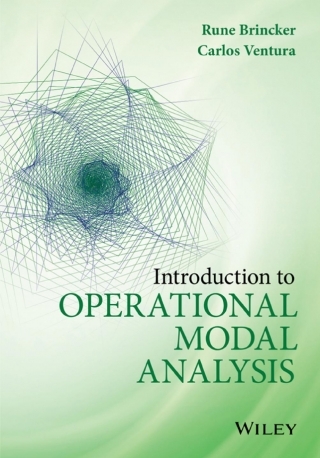 Rune Brincker
Carlos Ventura
Introduction to
OPERATIONAL
MODAL
ANALYSIS
WILEY